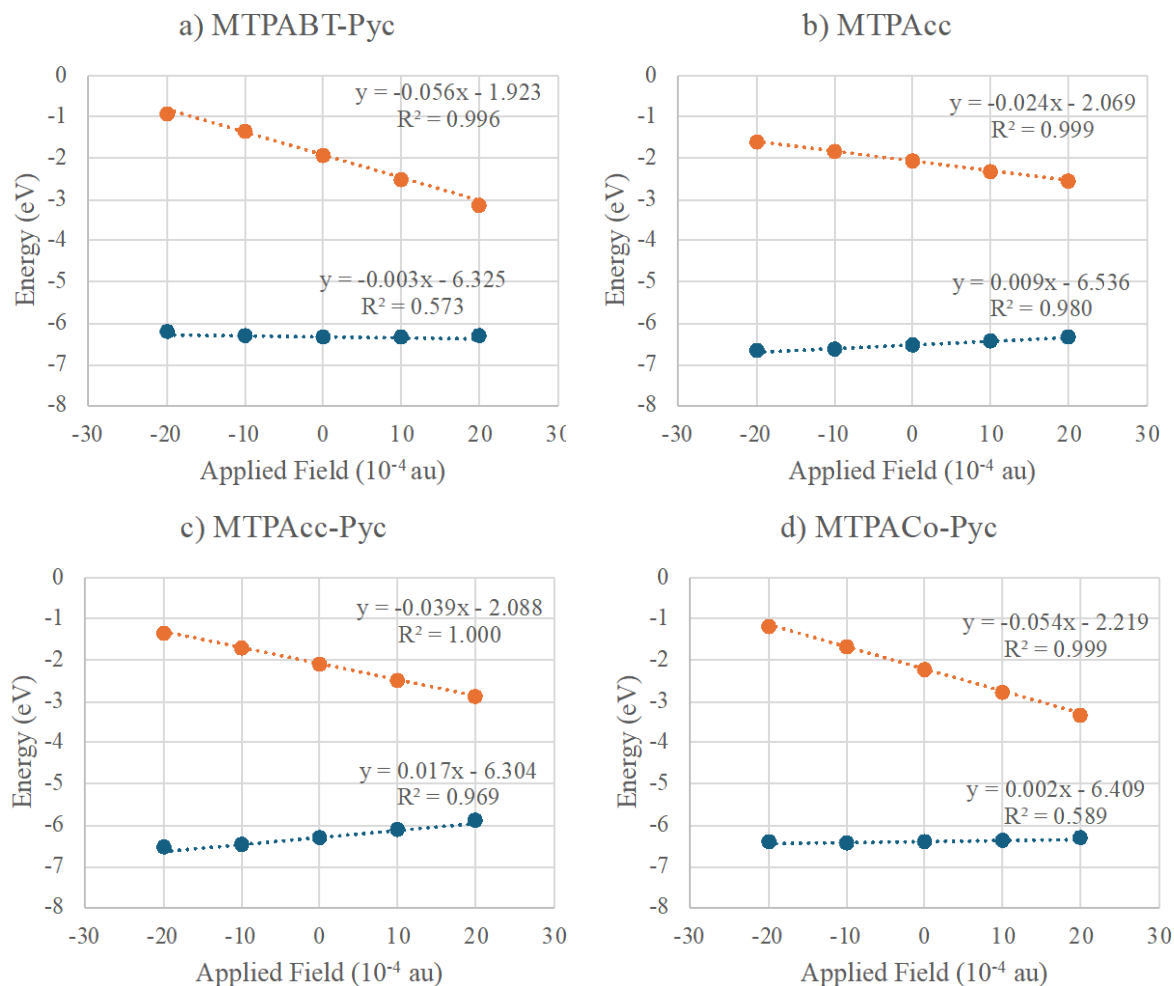 a) MTPABT-Pyc
0
-1
-2
-3
-4
-5
-6
-7
-8
y = -0.056x - 1.923
R² = 0.996
y = -0.003x - 6.325
R² = 0.573
-30 -20 -10 0 10 20 30
Energy (eV)
Applied Field (10⁻⁴ au)
b) MTPAcc
0
-1
-2
-3
-4
-5
-6
-7
-8
y = -0.024x - 2.069
R² = 0.999
y = 0.009x - 6.536
R² = 0.980
-30 -20 -10 0 10 20 30
Energy (eV)
Applied Field (10⁻⁴ au)
c) MTPAcc-Pyc
0
-1
-2
-3
-4
-5
-6
-7
-8
y = -0.039x - 2.088
R² = 1.000
y = 0.017x - 6.304
R² = 0.969
-30 -20 -10 0 10 20 30
Energy (eV)
Applied Field (10⁻⁴ au)
d) MTPACo-Pyc
0
-1
-2
-3
-4
-5
-6
-7
-8
y = -0.054x - 2.219
R² = 0.999
y = 0.002x - 6.409
R² = 0.589
-30 -20 -10 0 10 20 30
Energy (eV)
Applied Field (10⁻⁴ au)